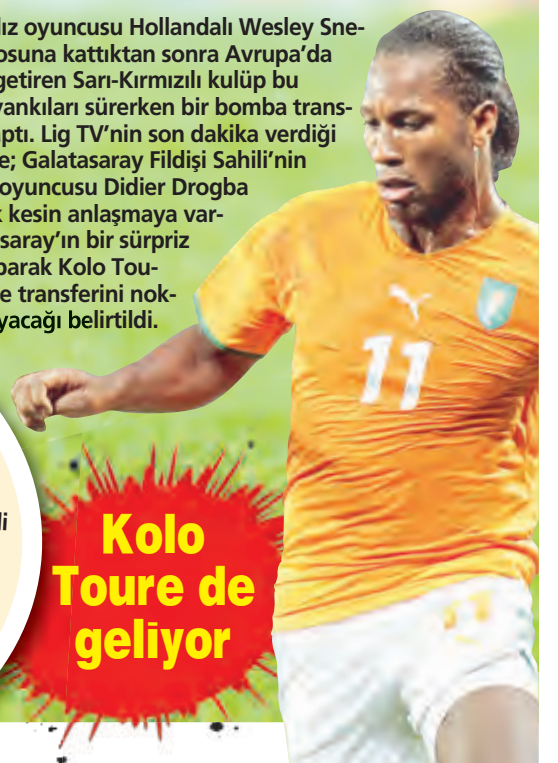 lız oyuncusu Hollandalı Wesley Sne-
osuna kattıktan sonra Avrupa’da
getiren Sarı-Kırmızılı kulüp bu
yankıları sürerken bir bomba trans-
aptı. Lig TV’nin son dakika verdiği
e; Galatasaray Fildişi Sahili’nin
oyuncusu Didier Drogba
k kesin anlaşmaya var-
saray’ın bir sürpriz
parak Kolo Tou-
e transferini nok-
yacağı belirtildi.
11
li
Kolo
Toure de
geliyor